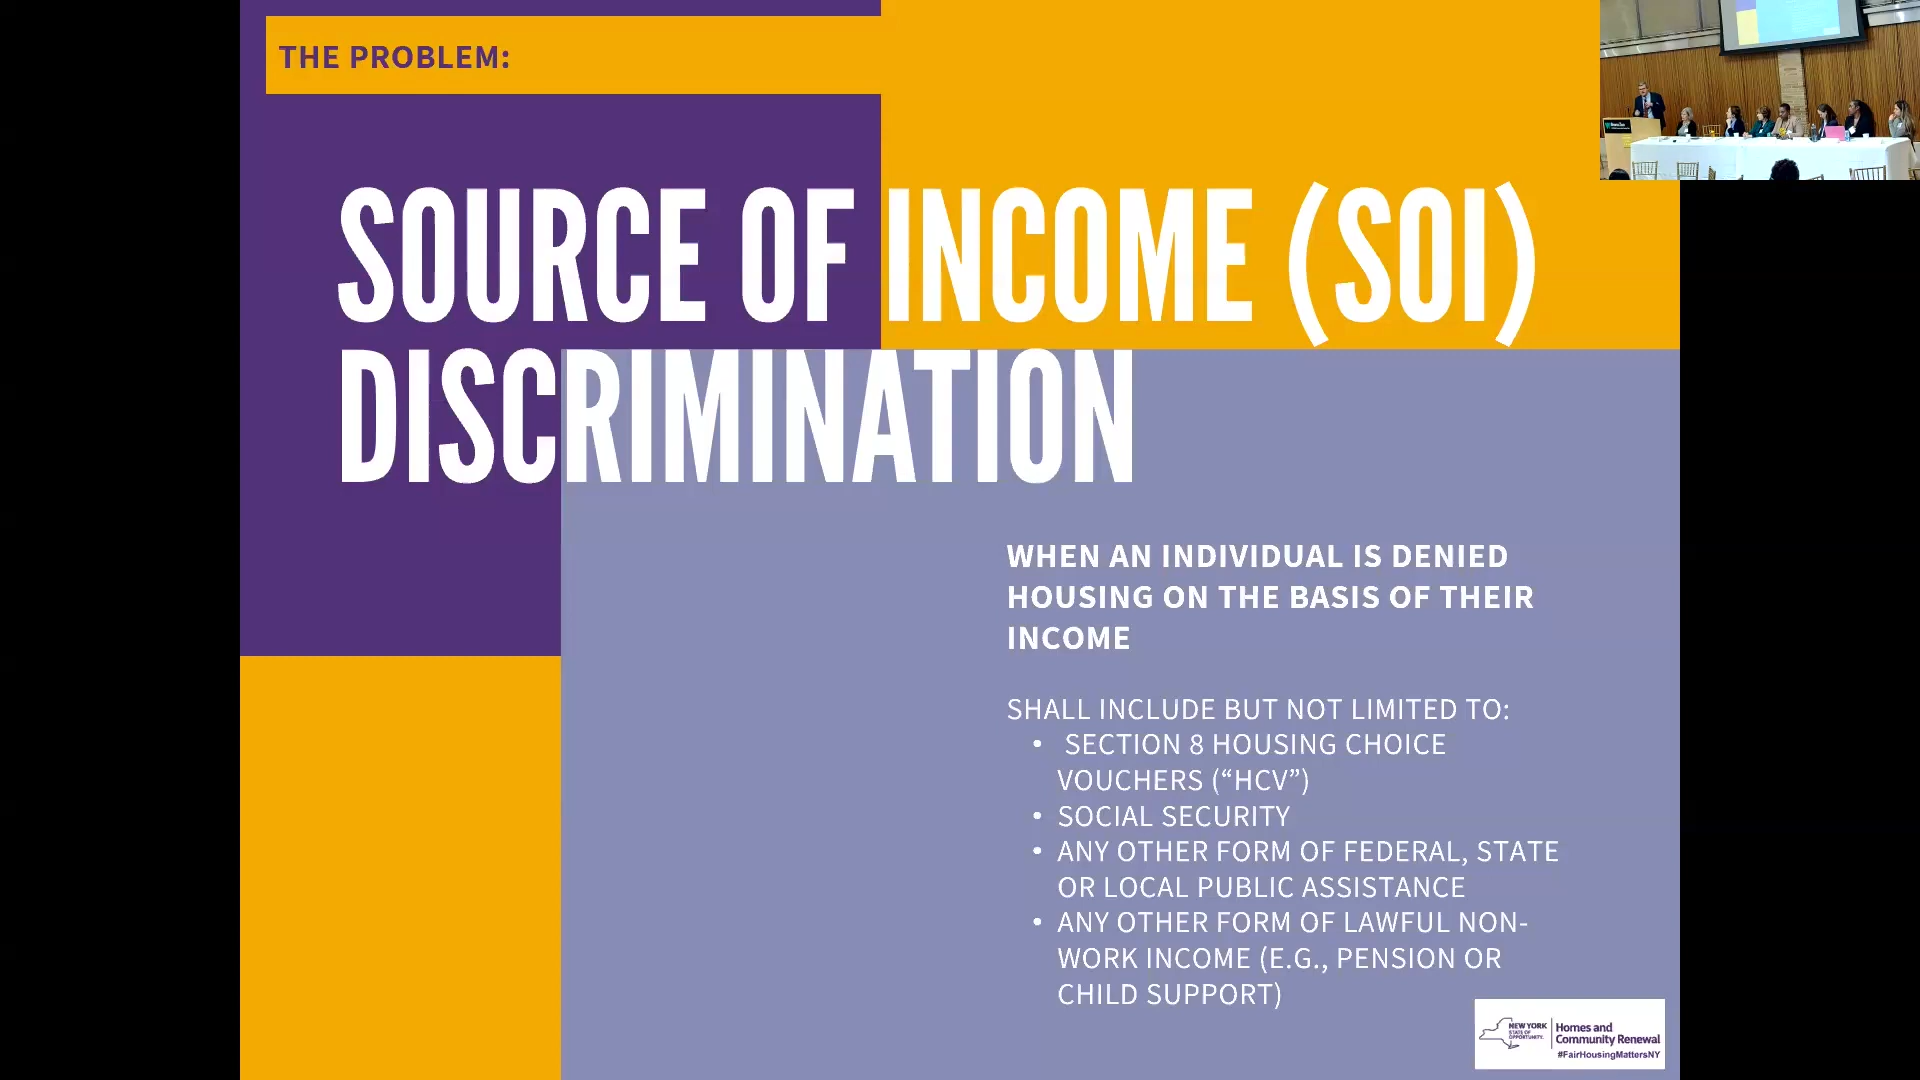 THE PROBLEM:
SOURCE OF INCOME (SOI)
DISCRIMINATION
WHEN AN INDIVIDUAL IS DENIED
HOUSING ON THE BASIS OF THEIR
INCOME
SHALL INCLUDE BUT NOT LIMITED TO:
• SECTION 8 HOUSING CHOICE
VOUCHERS (“HCV”)
• SOCIAL SECURITY
• ANY OTHER FORM OF FEDERAL, STATE
OR LOCAL PUBLIC ASSISTANCE
• ANY OTHER FORM OF LAWFUL NON-
WORK INCOME (E.G., PENSION OR
CHILD SUPPORT)
NEW YORK
STATE OF
OPPORTUNITY.
Homes and
Community Renewal
#FairHousingMattersNY